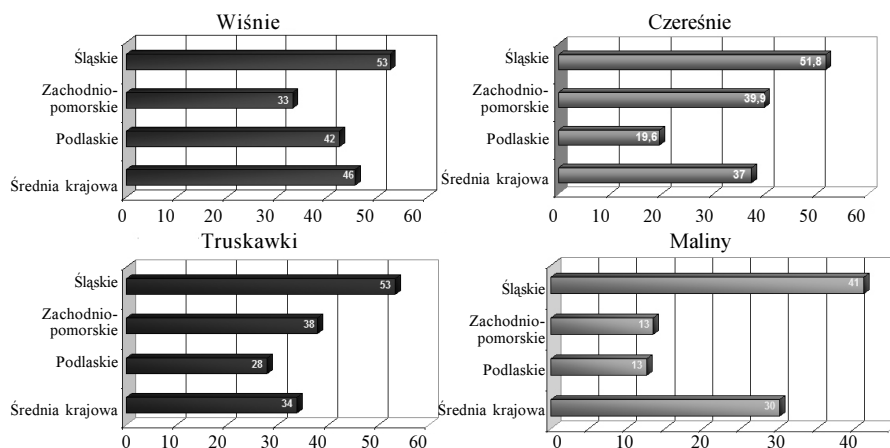 Wiśnie
Śląskie
53
Zachodnio-
pomorskie
33
Podlaskie
42
Średnia krajowa
46
0 10 20 30 40 50 60
Czereśnie
Śląskie
51,8
Zachodnio-
pomorskie
39,9
Podlaskie
19,6
Średnia krajowa
37
0 10 20 30 40 50 60
Truskawki
Śląskie
53
Zachodnio-
pomorskie
38
Podlaskie
28
Średnia krajowa
34
0 10 20 30 40 50 60
Maliny
Śląskie
41
Zachodnio-
pomorskie
13
Podlaskie
13
Średnia krajowa
30
0 10 20 30 40